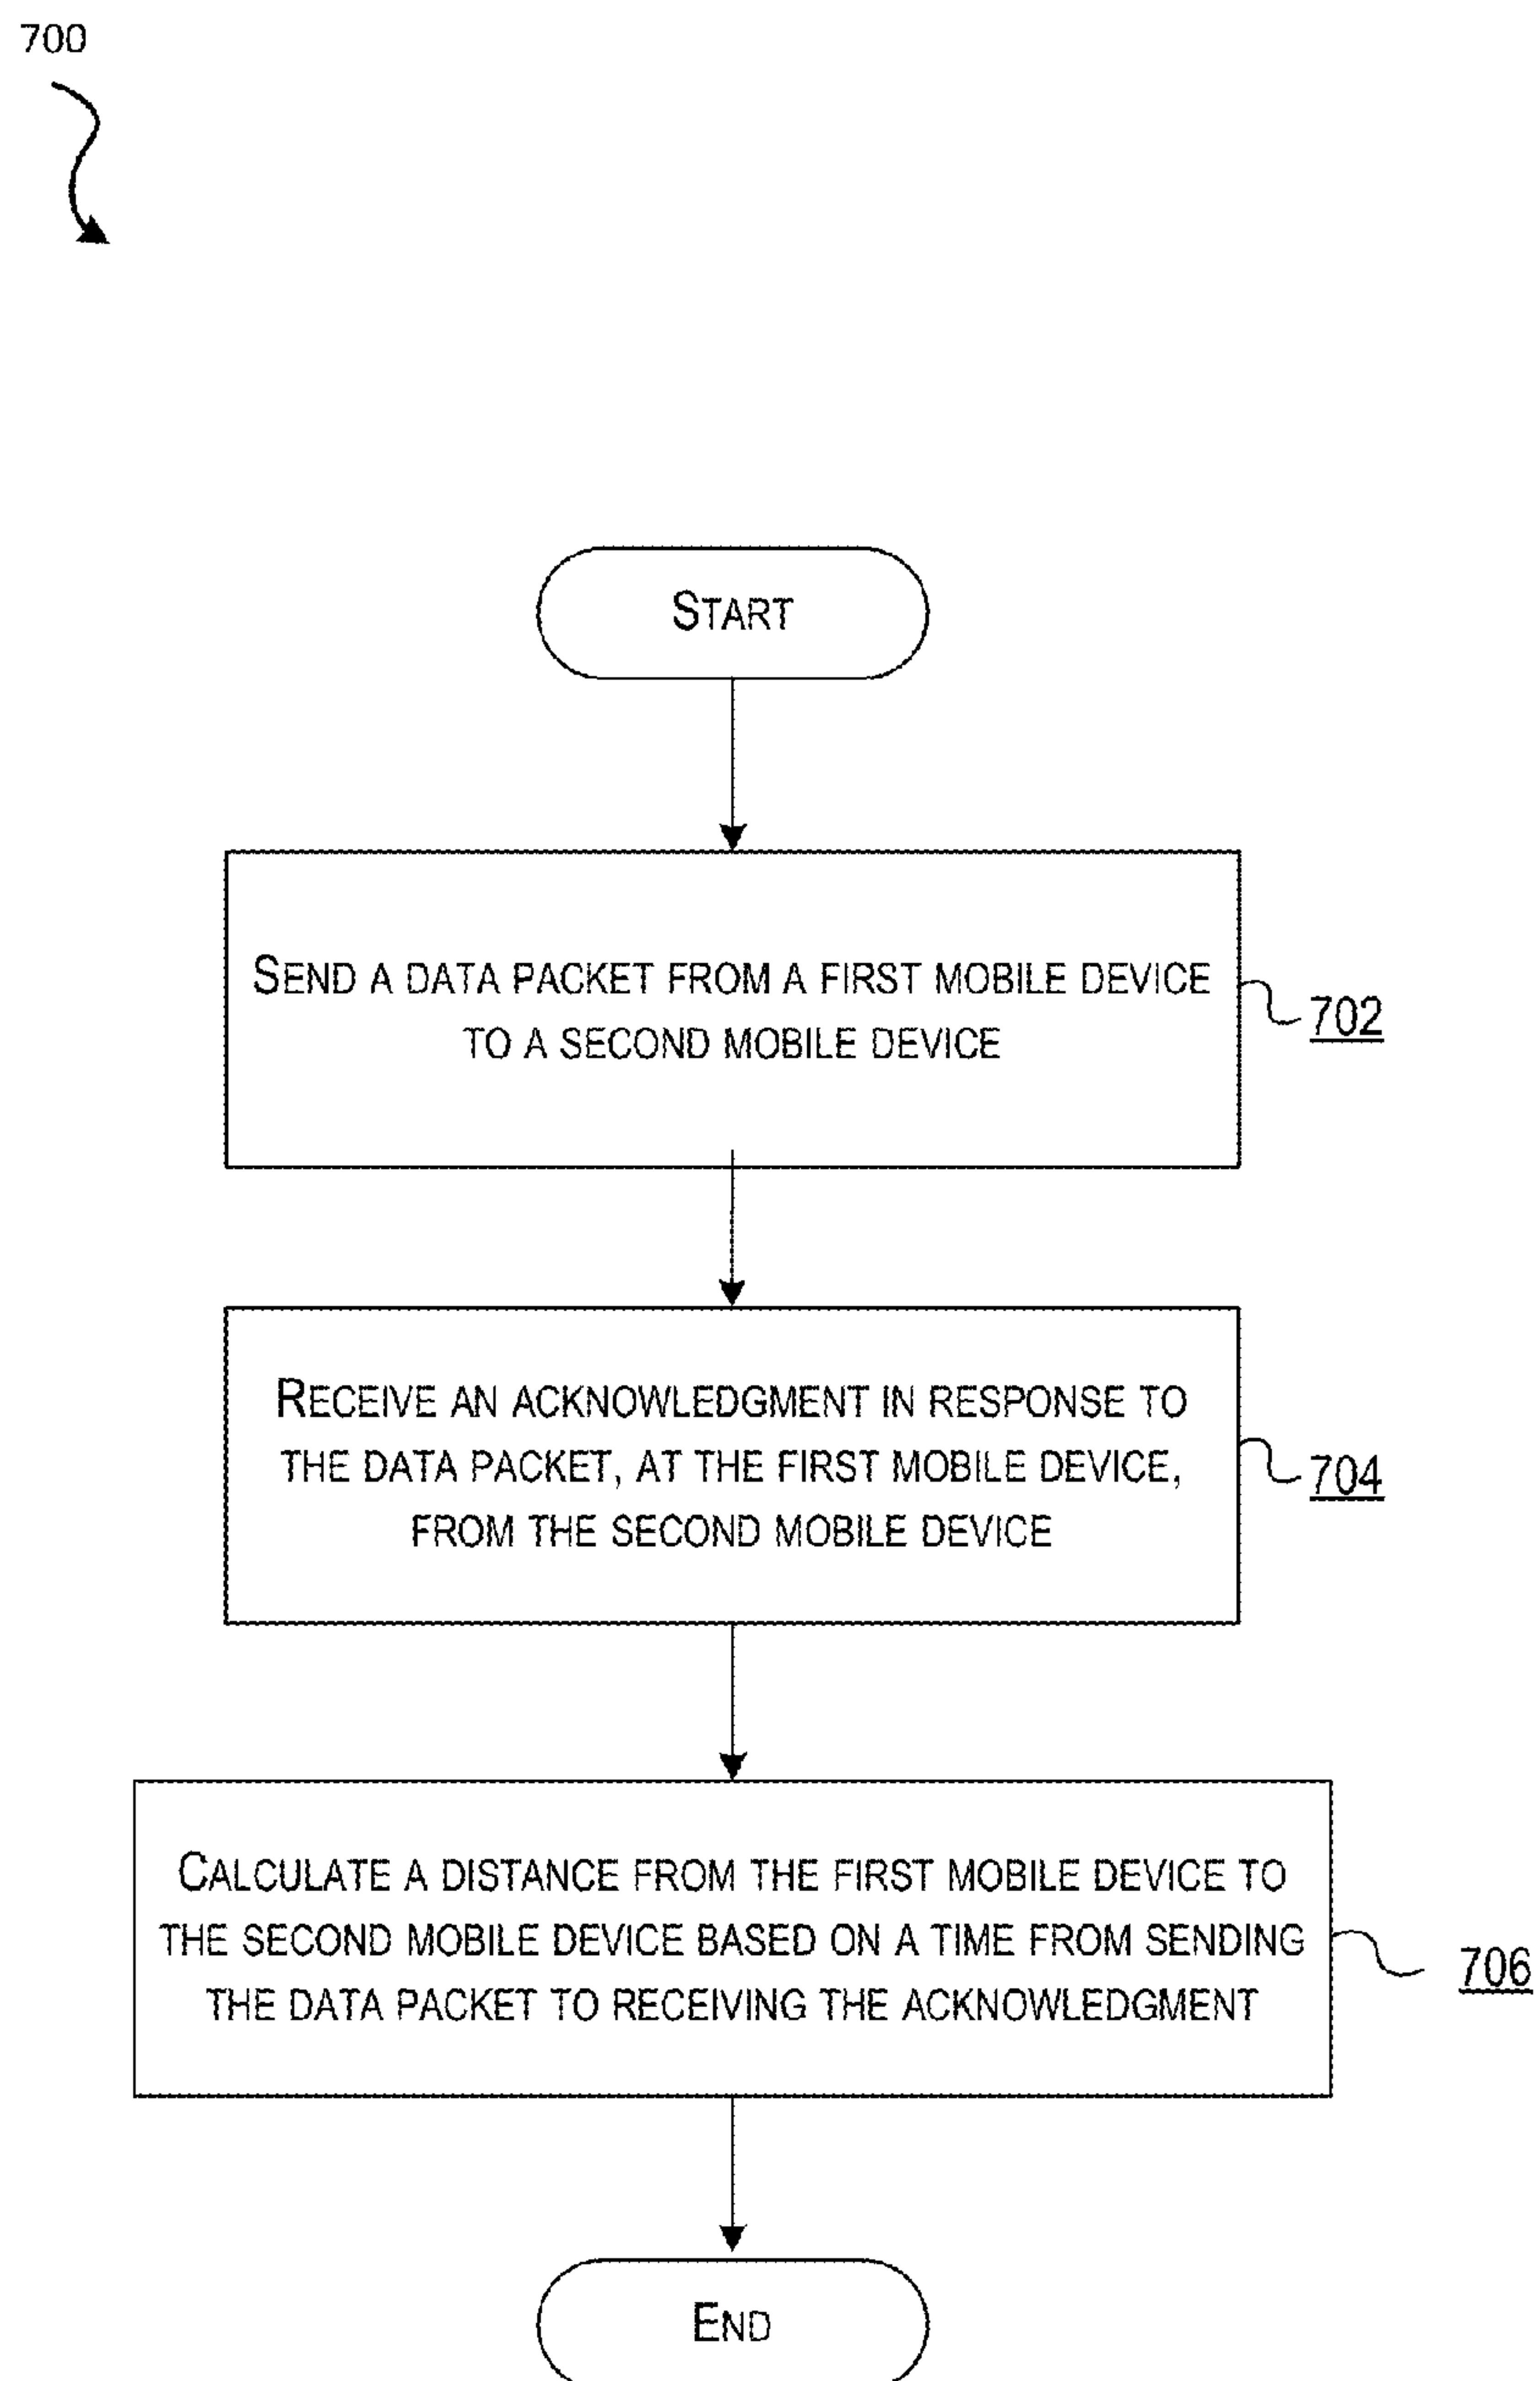 700
START
SEND A DATA PACKET FROM A FIRST MOBILE DEVICE
TO A SECOND MOBILE DEVICE
702
RECEIVE AN ACKNOWLEDGMENT IN RESPONSE TO
THE DATA PACKET, AT THE FIRST MOBILE DEVICE,
FROM THE SECOND MOBILE DEVICE
704
CALCULATE A DISTANCE FROM THE FIRST MOBILE DEVICE TO
THE SECOND MOBILE DEVICE BASED ON A TIME FROM SENDING
THE DATA PACKET TO RECEIVING THE ACKNOWLEDGMENT
706
END